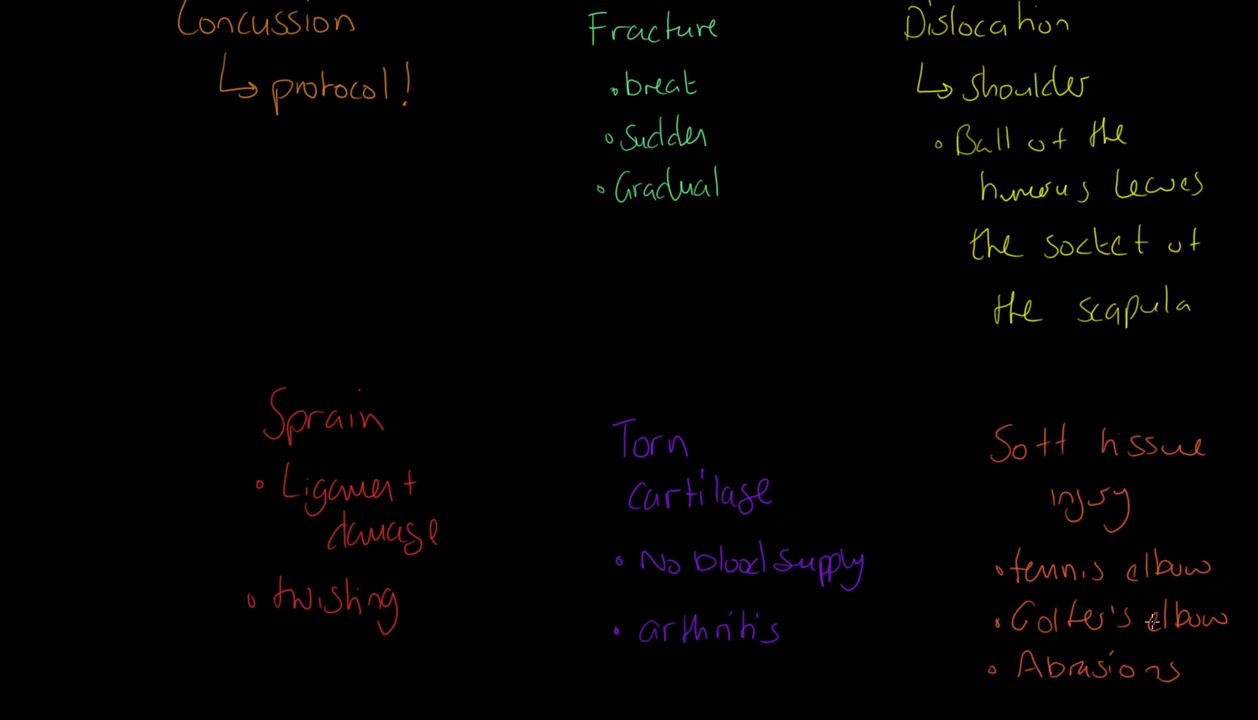 Concussion
↳ protocol!
Fracture
• break
• Sudden
• Gradual
Dislocation
↳ shoulder
• Ball of the
humerus leaves
the socket of
the scapula
Sprain
• Ligament
damage
• twisting
Torn
cartilage
• No blood supply
• arthritis
Soft tissue
injury
• tennis elbow
• Golfer's elbow
• Abrasions